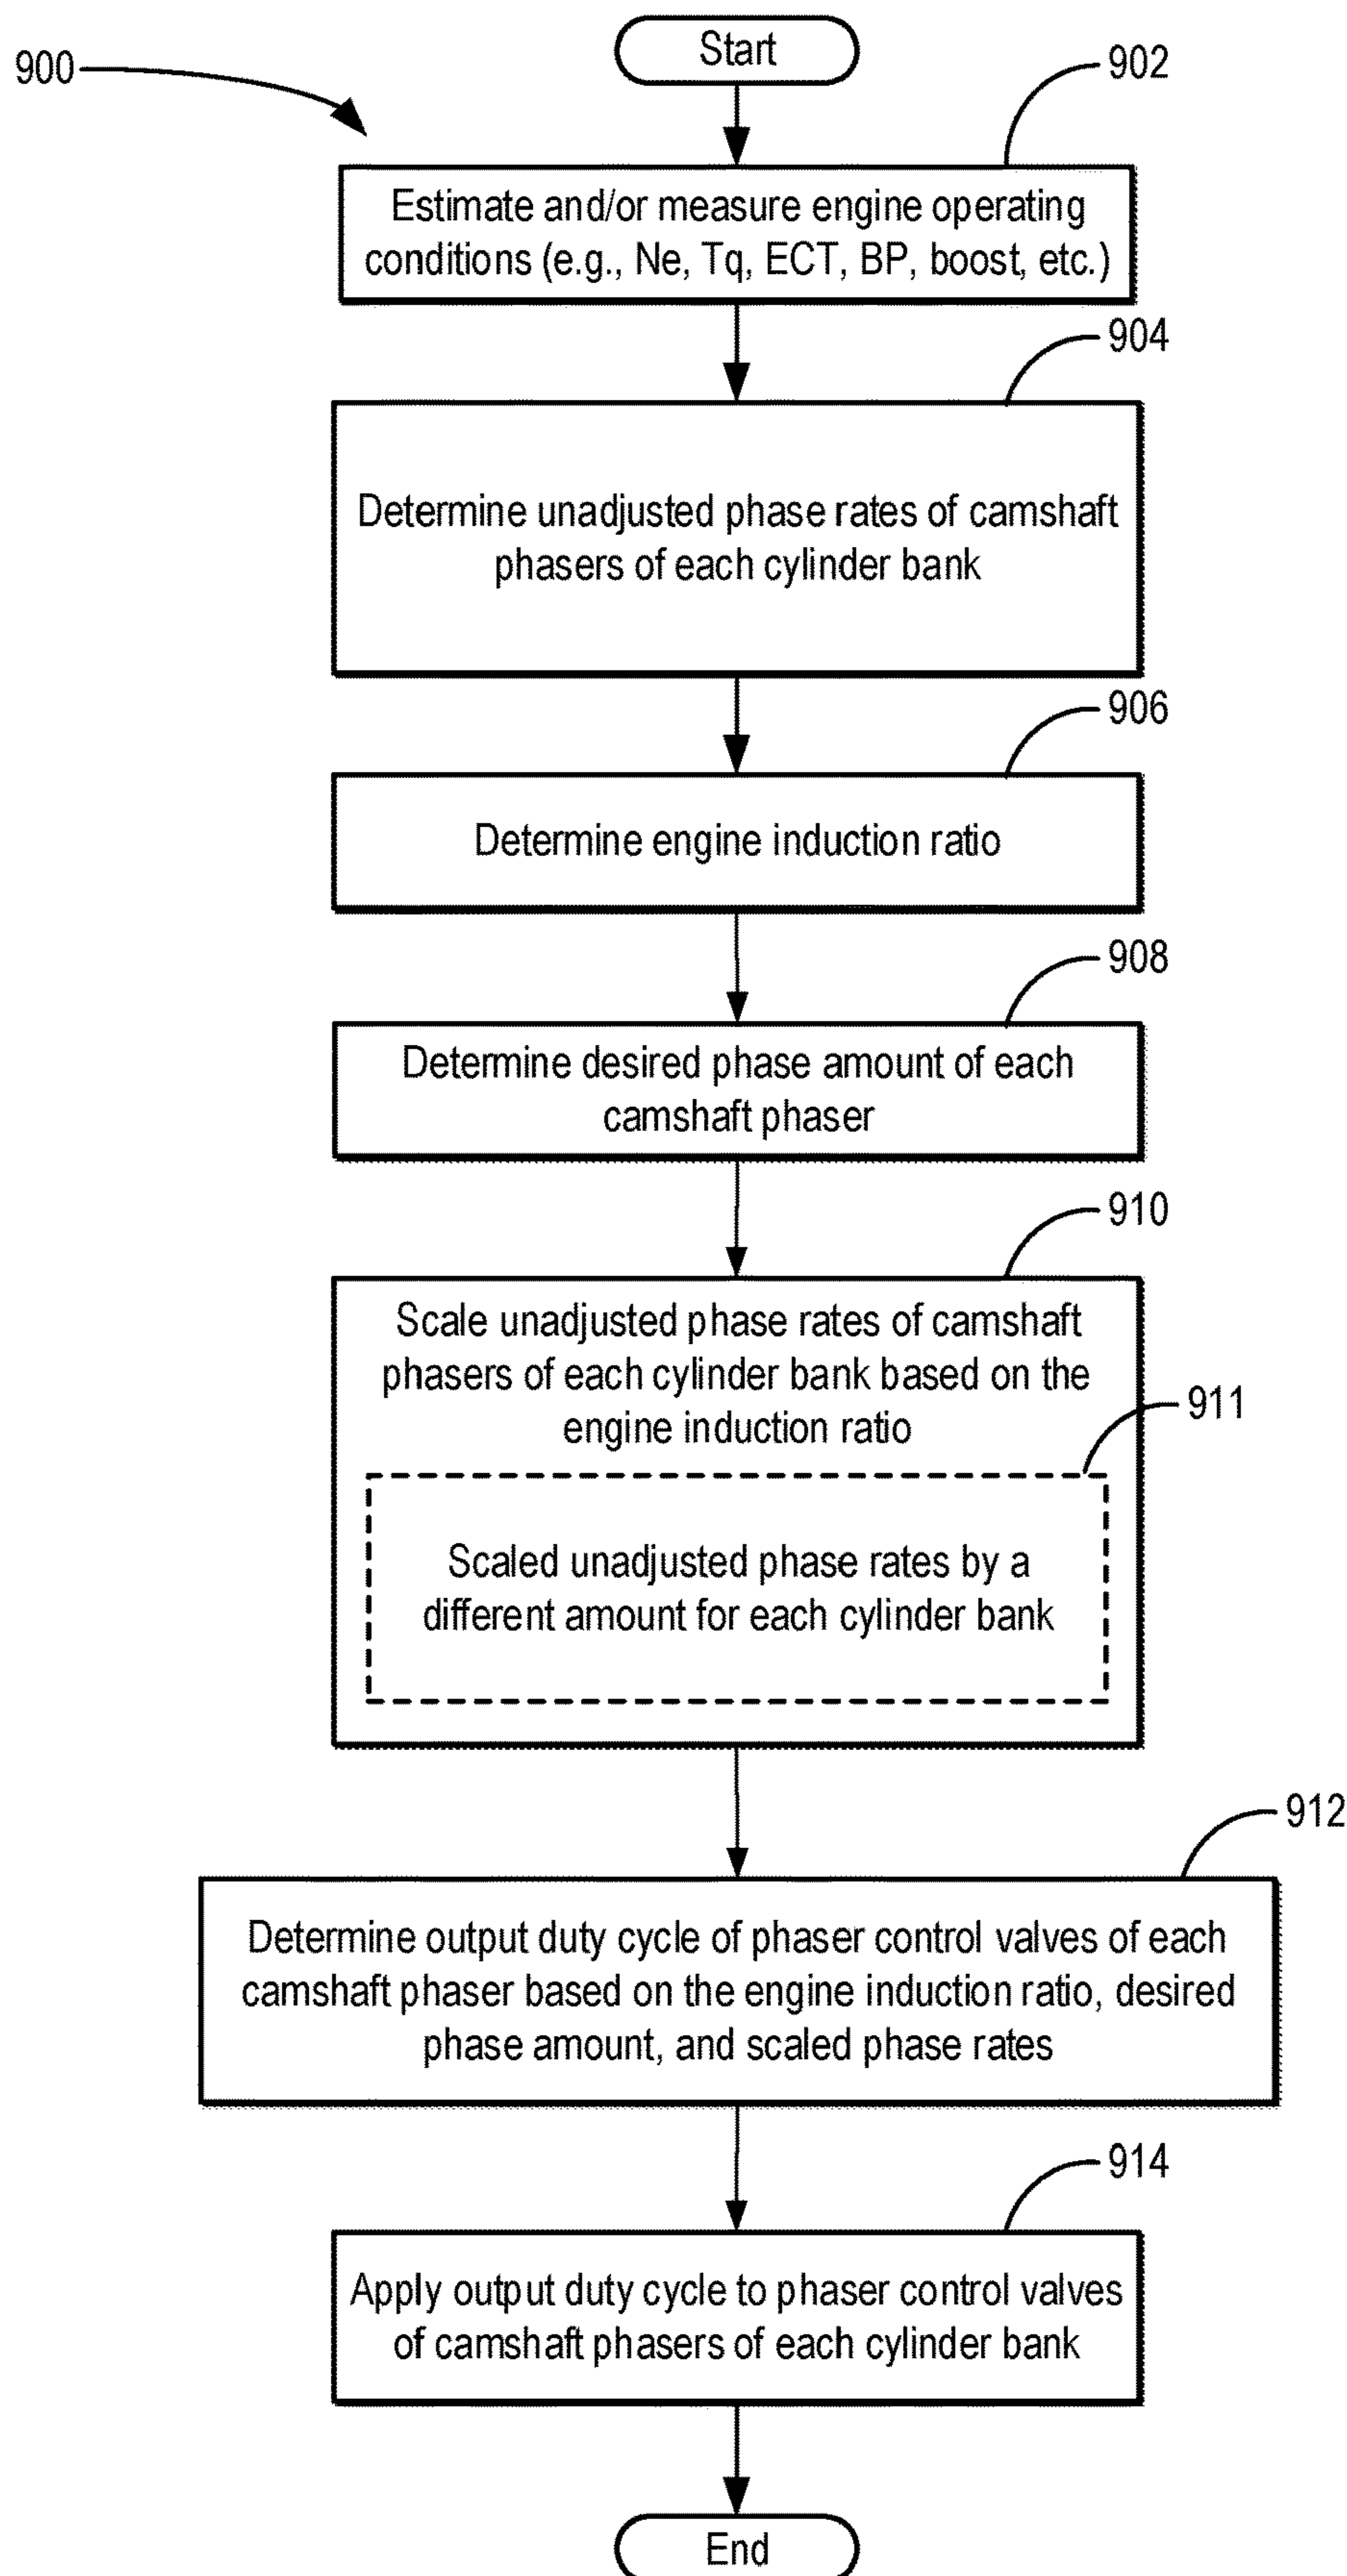 Start
900
902
Estimate and/or measure engine operating
conditions (e.g., Ne, Tq, ECT, BP, boost, etc.)
904
Determine unadjusted phase rates of camshaft
phasers of each cylinder bank
906
Determine engine induction ratio
908
Determine desired phase amount of each
camshaft phaser
910
Scale unadjusted phase rates of camshaft
phasers of each cylinder bank based on the
engine induction ratio
911
Scaled unadjusted phase rates by a
different amount for each cylinder bank
912
Determine output duty cycle of phaser control valves of each
camshaft phaser based on the engine induction ratio, desired
phase amount, and scaled phase rates
914
Apply output duty cycle to phaser control valves
of camshaft phasers of each cylinder bank
End